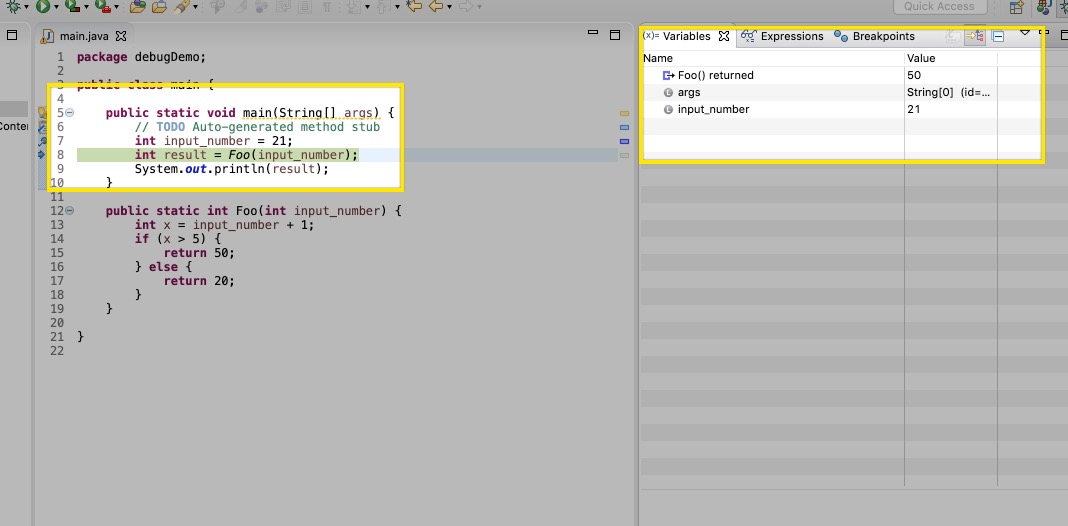 Quick Access
main.java
1 package debugDemo;
2
3 public class main {
4
5 public static void main(String[] args) {
6 // TODO Auto-generated method stub
7 int input_number = 21;
8 int result = Foo(input_number);
9 System.out.println(result);
10 }
11
12 public static int Foo(int input_number) {
13 int x = input_number + 1;
14 if (x > 5) {
15 return 50;
16 } else {
17 return 20;
18 }
19 }
20
21 }
22
Conter
(x)= Variables Expressions Breakpoints
Name Value
Foo() returned 50
args String[0] (id=...
input_number 21